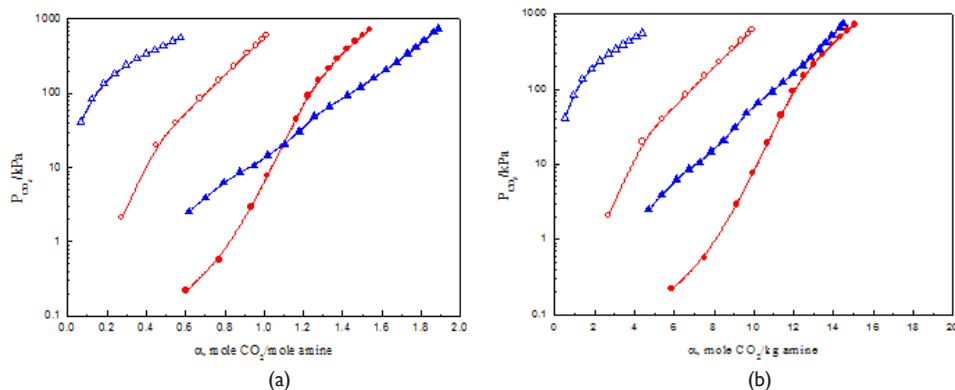 1000
100
10
1
0.1
P_CO2/kPa
0.0 0.2 0.4 0.6 0.8 1.0 1.2 1.4 1.6 1.8 2.0
α, mole CO2/mole amine
(a)
1000
100
10
1
0.1
P_CO2/kPa
0 2 4 6 8 10 12 14 16 18 20
α, mole CO2/kg amine
(b)